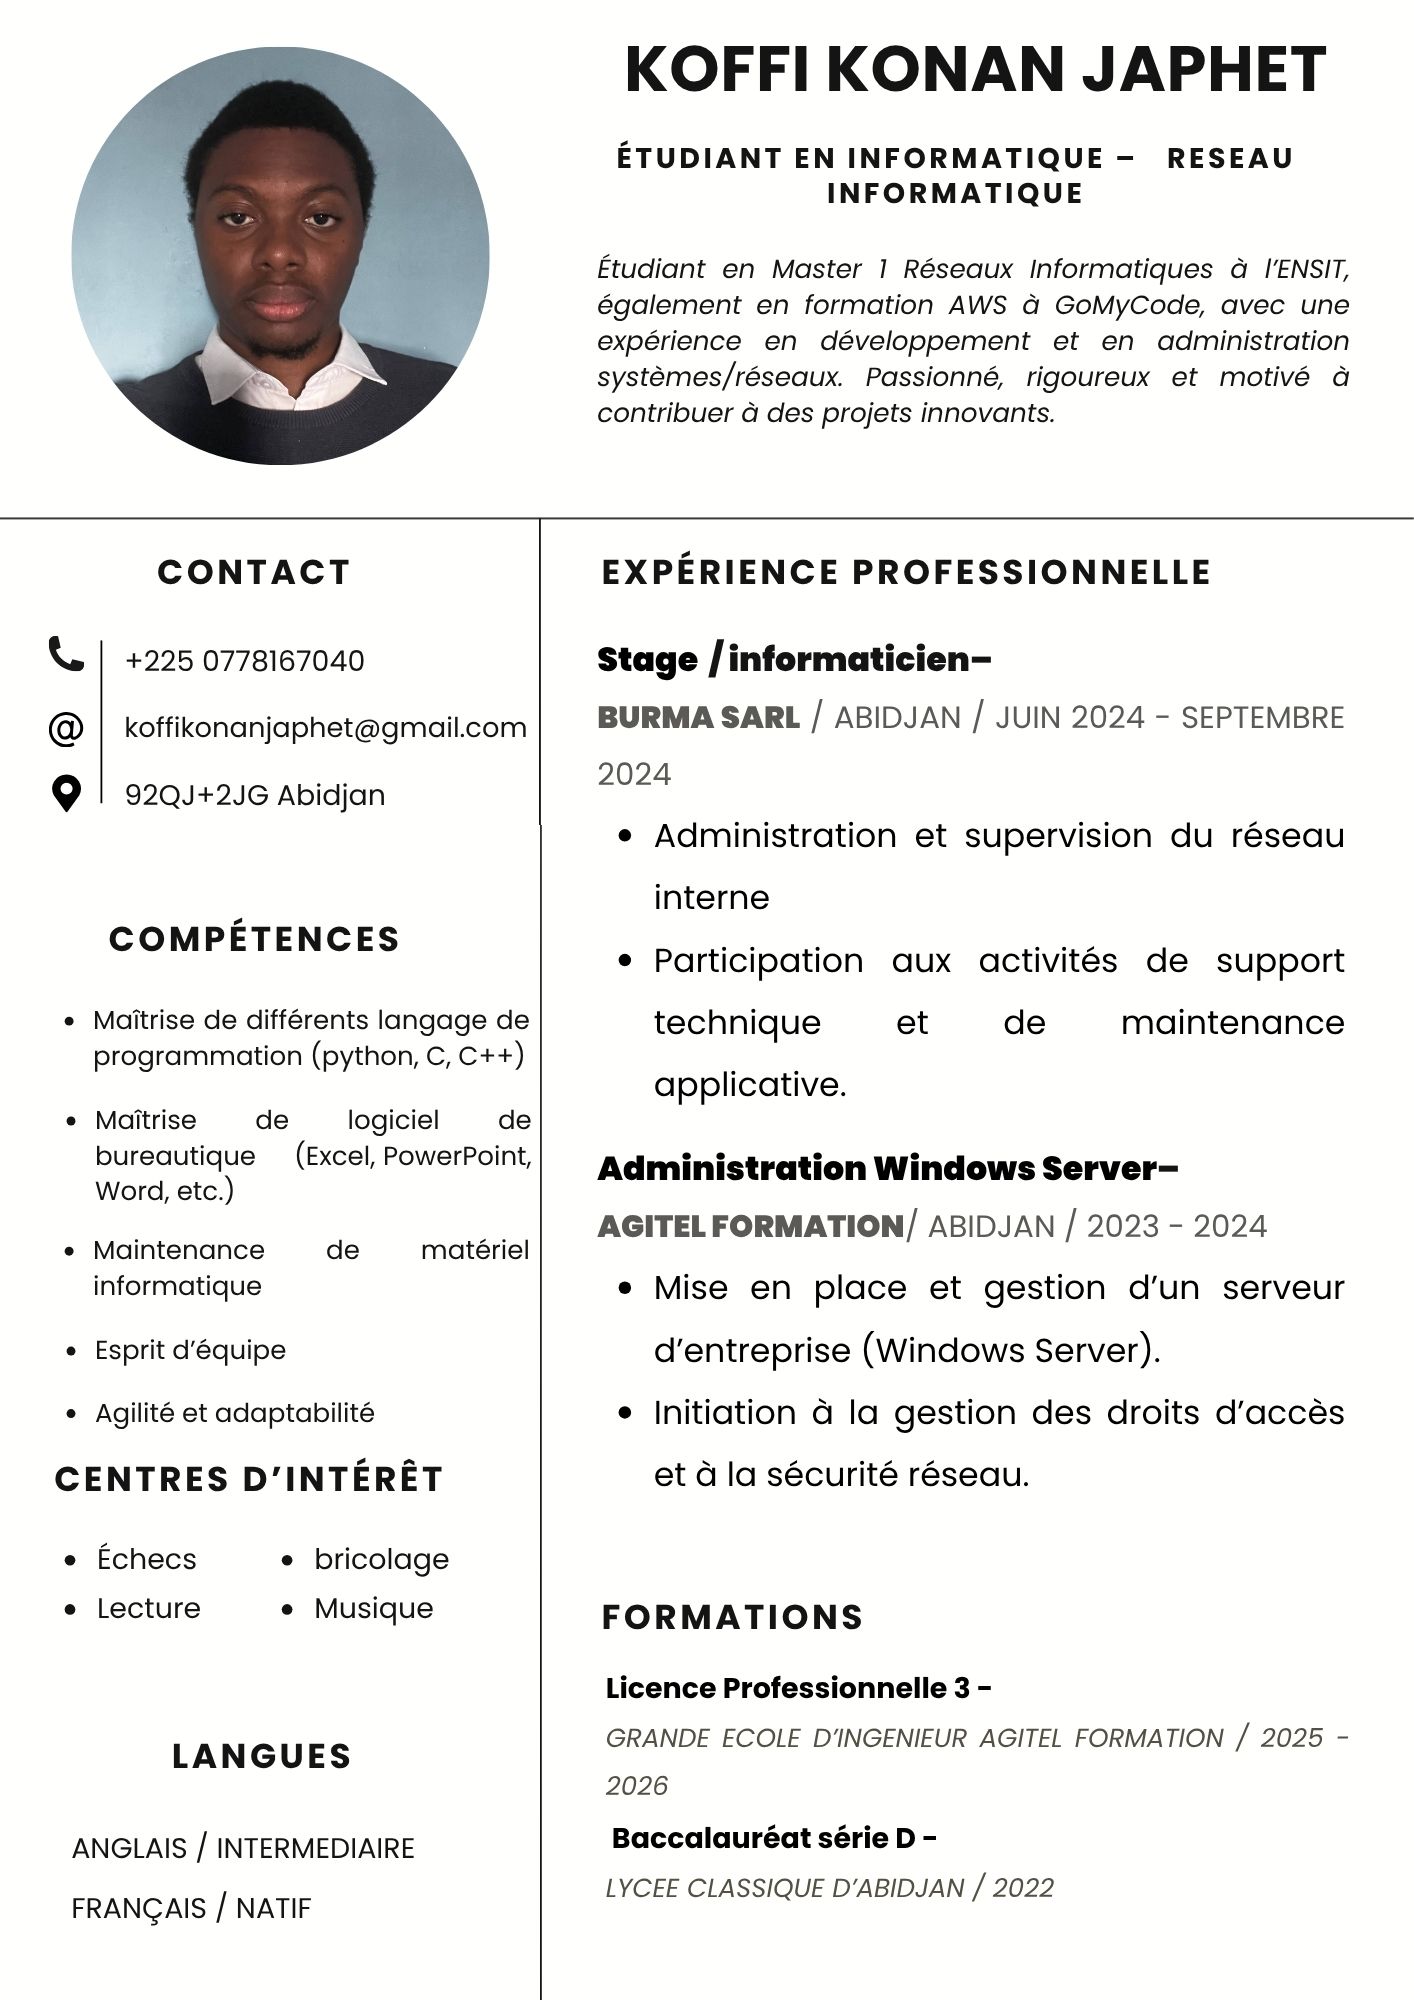 KOFFI KONAN JAPHET
ÉTUDIANT EN INFORMATIQUE – RESEAU
INFORMATIQUE
Étudiant en Master 1 Réseaux Informatiques à l’ENSIT,
également en formation AWS à GoMyCode, avec une
expérience en développement et en administration
systèmes/réseaux. Passionné, rigoureux et motivé à
contribuer à des projets innovants.
CONTACT
+225 0778167040
@ koffikonanjaphet@gmail.com
92QJ+2JG Abidjan
COMPÉTENCES
• Maîtrise de différents langage de
programmation (python, C, C++)
• Maîtrise de logiciel de
bureautique (Excel, PowerPoint,
Word, etc.)
• Maintenance de matériel
informatique
• Esprit d’équipe
• Agilité et adaptabilité
CENTRES D’INTÉRÊT
• Échecs
• Lecture
• bricolage
• Musique
LANGUES
ANGLAIS / INTERMEDIAIRE
FRANÇAIS / NATIF
EXPÉRIENCE PROFESSIONNELLE
Stage / informaticien–
BURMA SARL / ABIDJAN / JUIN 2024 - SEPTEMBRE
2024
• Administration et supervision du réseau
interne
• Participation aux activités de support
technique et de maintenance
applicative.
Administration Windows Server–
AGITEL FORMATION/ ABIDJAN / 2023 - 2024
• Mise en place et gestion d’un serveur
d’entreprise (Windows Server).
• Initiation à la gestion des droits d’accès
et à la sécurité réseau.
FORMATIONS
Licence Professionnelle 3 -
GRANDE ECOLE D’INGENIEUR AGITEL FORMATION / 2025 -
2026
Baccalauréat série D -
LYCEE CLASSIQUE D’ABIDJAN / 2022